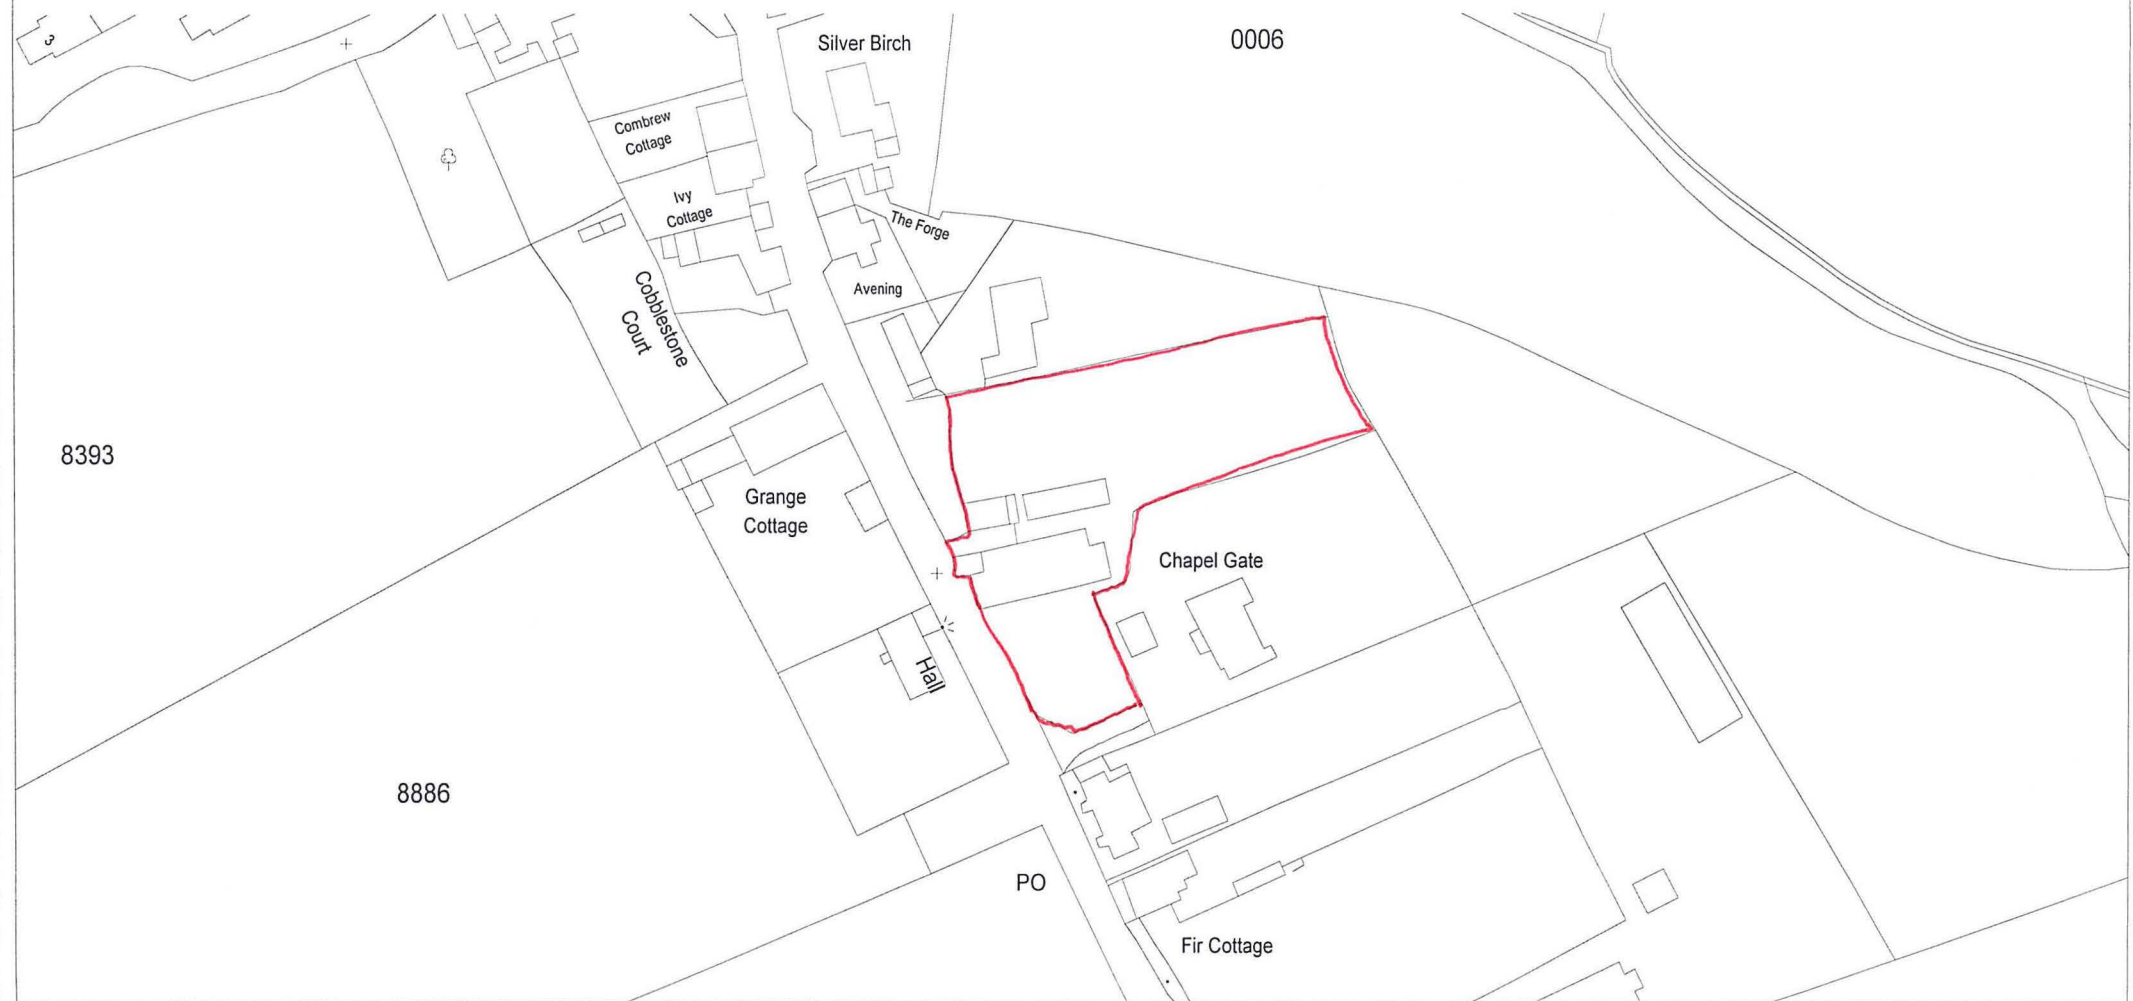 3
Silver Birch
0006
Combrew
Cottage
Ivy
Cottage
The Forge
Cobblestone
Court
Avening
8393
Grange
Cottage
Chapel Gate
Hall
8886
PO
Fir Cottage